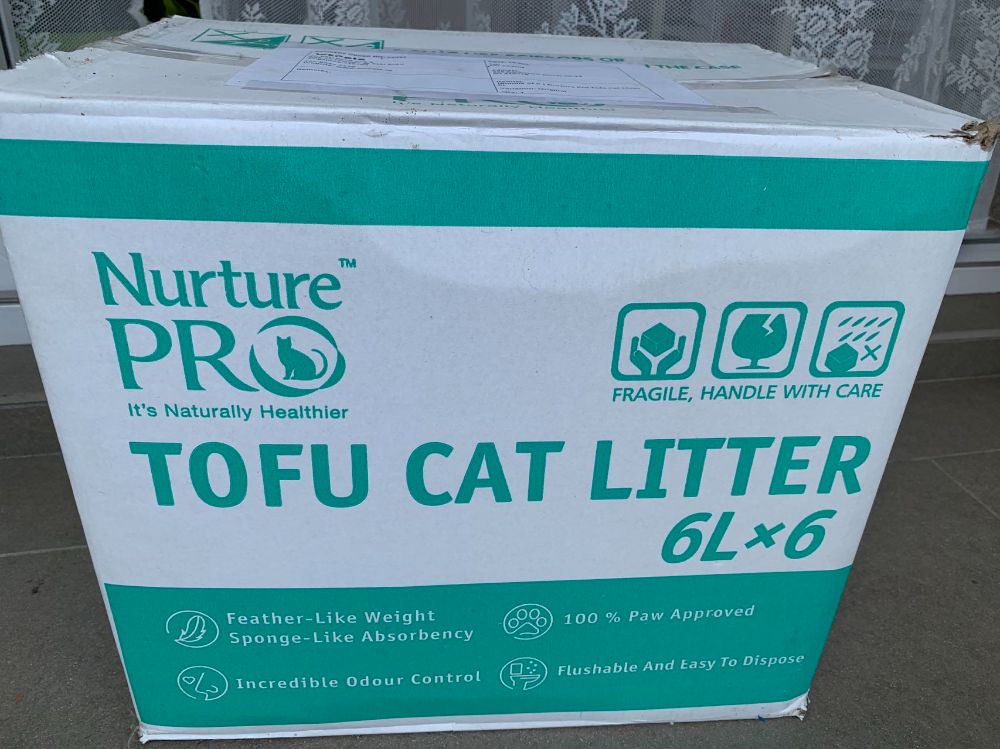 Nurture™
PRO
It's Naturally Healthier
FRAGILE, HANDLE WITH CARE
TOFU CAT LITTER
6L×6
Feather-Like Weight
Sponge-Like Absorbency
100 % Paw Approved
Incredible Odour Control
Flushable And Easy To Dispose